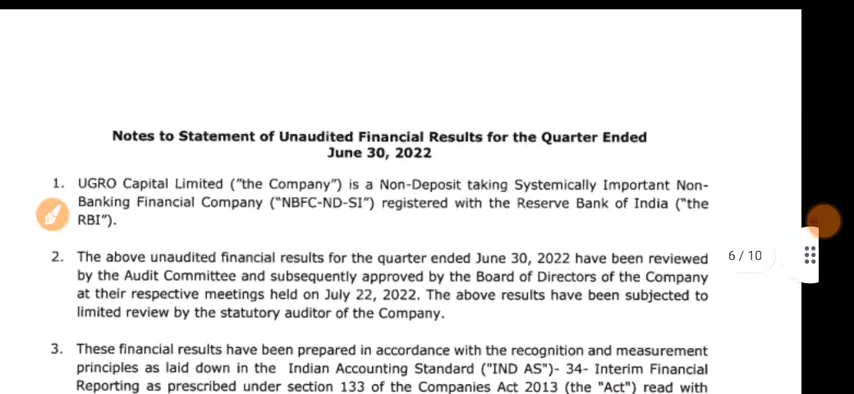 Notes to Statement of Unaudited Financial Results for the Quarter Ended
June 30, 2022
1. UGRO Capital Limited ("the Company") is a Non-Deposit taking Systemically Important Non-
Banking Financial Company ("NBFC-ND-SI") registered with the Reserve Bank of India ("the
RBI").
2. The above unaudited financial results for the quarter ended June 30, 2022 have been reviewed
by the Audit Committee and subsequently approved by the Board of Directors of the Company
at their respective meetings held on July 22, 2022. The above results have been subjected to
limited review by the statutory auditor of the Company.
6 / 10
3. These financial results have been prepared in accordance with the recognition and measurement
principles as laid down in the Indian Accounting Standard ("IND AS")- 34- Interim Financial
Reporting as prescribed under section 133 of the Companies Act 2013 (the "Act") read with